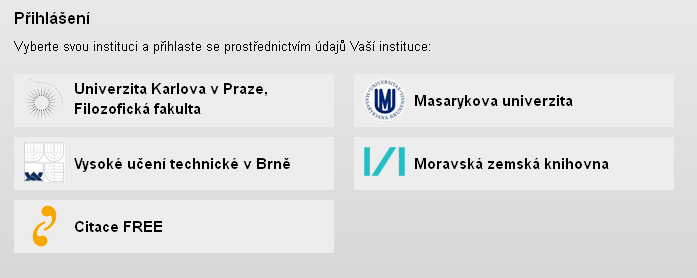 Přihlášení
Vyberte svou instituci a přihlaste se prostřednictvím údajů Vaší instituce:
Univerzita Karlova v Praze,
Filozofická fakulta
Masarykova univerzita
Vysoké učení technické v Brně
Moravská zemská knihovna
Citace FREE